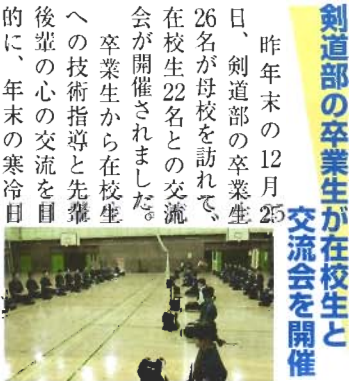 剣道部の卒業生が在校生と
交流会を開催
昨年末の12月25
日、剣道部の卒業生
26名が母校を訪れて、
在校生22名との交流
会が開催されました。
卒業生から在校生
への技術指導と先輩
後輩の心の交流を目
的に、年末の寒冷日